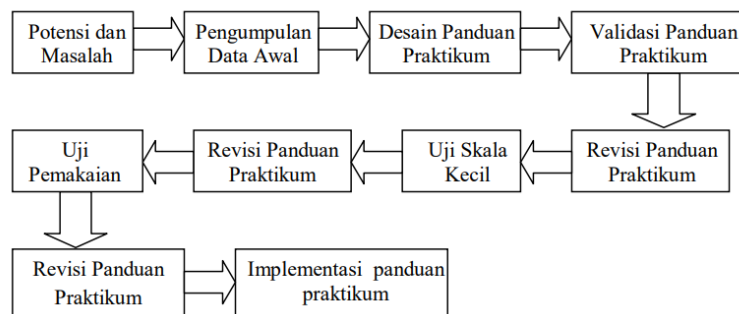 Potensi dan
Masalah
Pengumpulan
Data Awal
Desain Panduan
Praktikum
Validasi Panduan
Praktikum
Revisi Panduan
Praktikum
Uji Skala
Kecil
Revisi Panduan
Praktikum
Uji
Pemakaian
Revisi Panduan
Praktikum
Implementasi panduan
praktikum